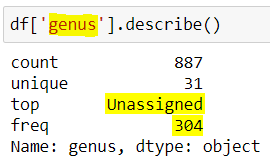 df['genus'].describe()
count 887
unique 31
top Unassigned
freq 304
Name: genus, dtype: object